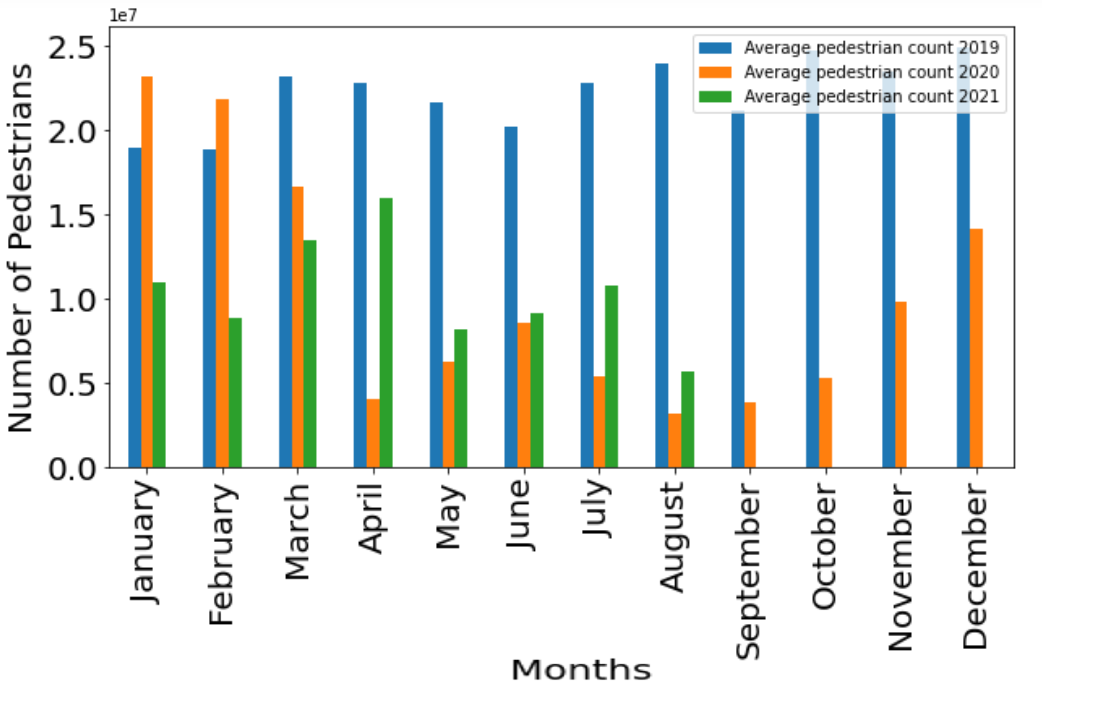 1e7
2.5
2.0
1.5
1.0
0.5
0.0
Number of Pedestrians
Average pedestrian count 2019
Average pedestrian count 2020
Average pedestrian count 2021
January
February
March
April
May
June
July
August
September
October
November
December
Months